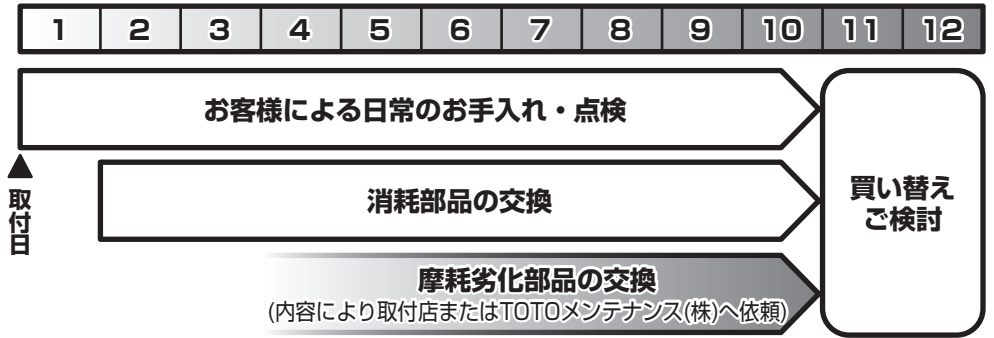 1 2 3 4 5 6 7 8 9 10 11 12
お客様による日常のお手入れ・点検
取付日
消耗部品の交換
摩耗劣化部品の交換
(内容により取付店またはTOTOメンテナンス(株)へ依頼)
買い替え
ご検討